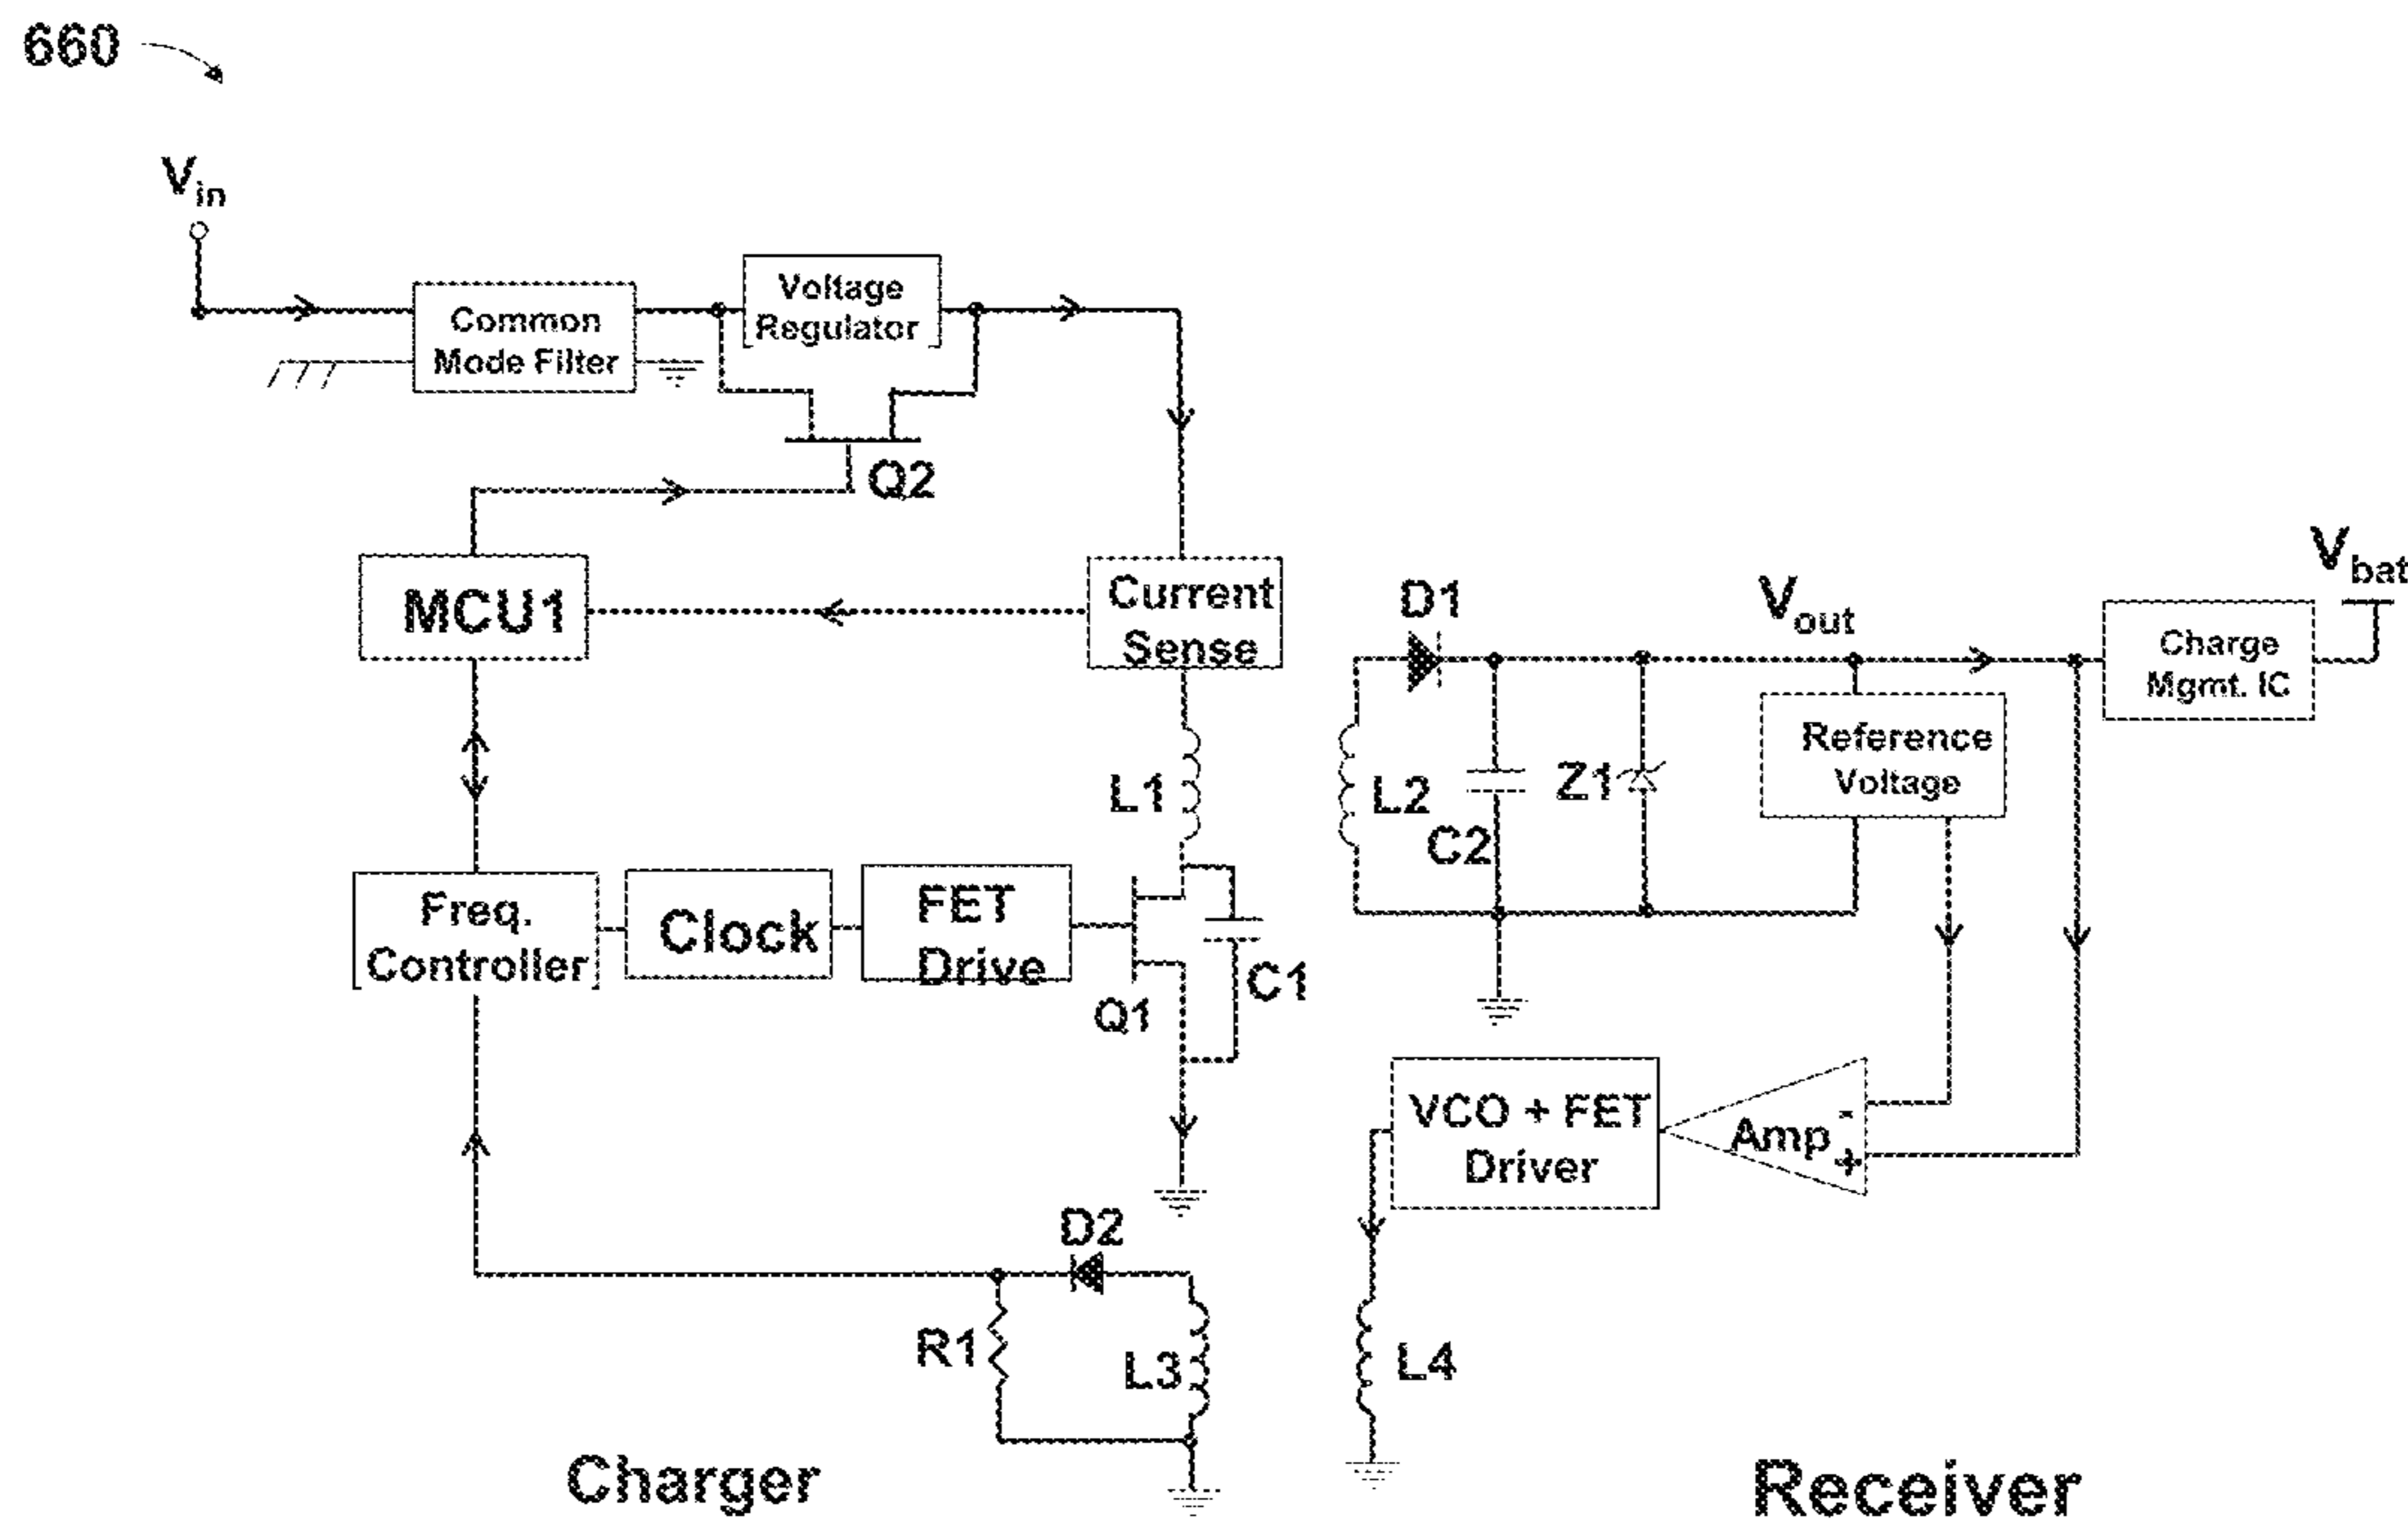 660
Vin
Common
Mode Filter
Voltage
Regulator
Q2
MCU1
Current
Sense
L1
Freq.
Controller
Clock
FET
Drive
Q1
C1
D2
R1
L3
Charger
D1
Vout
Vbat
Charge
Mgmt. IC
L2
C2
Z1
Reference
Voltage
VCO + FET
Driver
Amp
-
+
L4
Receiver